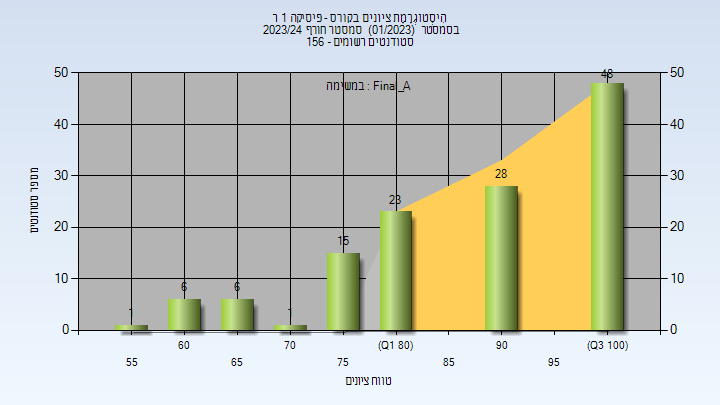 היסטוגרמת ציונים בקורס - פיסיקה 1 ר
בסמסטר (01/2023) סמסטר חורף 2023/24
סטודנטים רשומים - 156
במשימה : Final_A
מספר סטודנטים
50 50
40 40
30 30
20 20
10 10
0 0
1 6 6 1 15 23 28 48
55 60 65 70 75 (Q1 80) 85 90 95 (Q3 100)
טווח ציונים